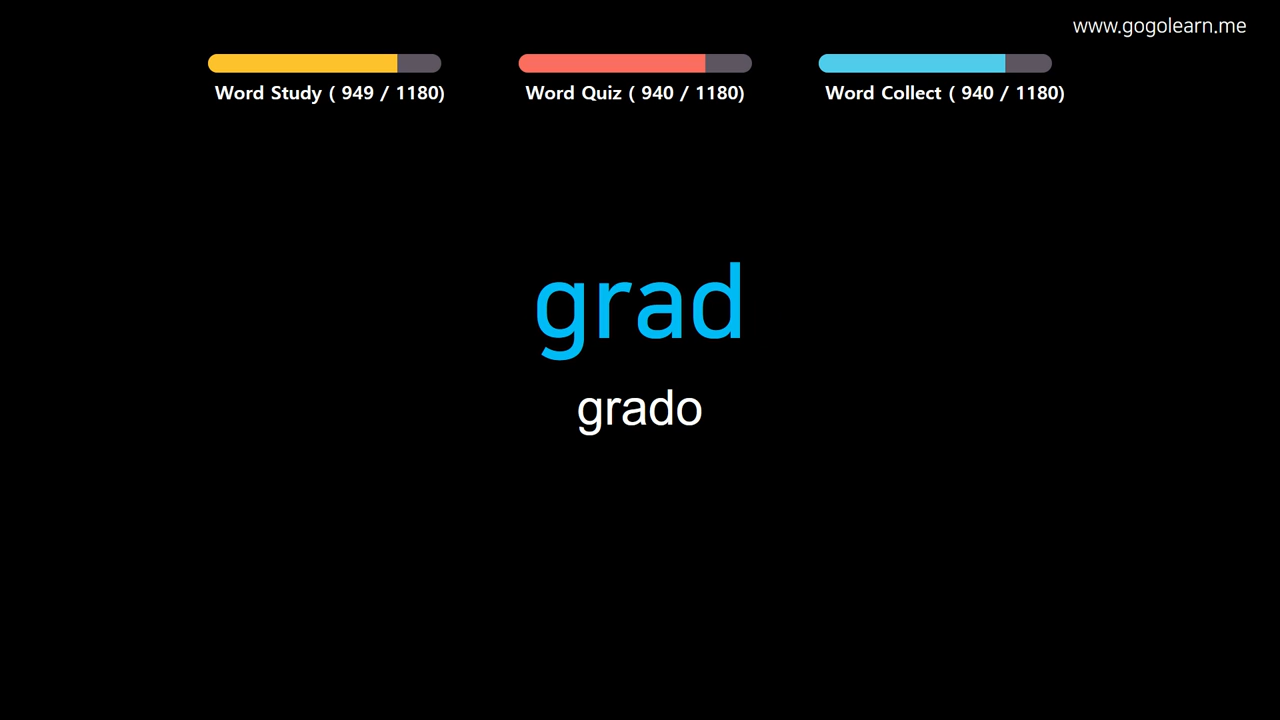 www.gogolearn.me
Word Study ( 949 / 1180)
Word Quiz ( 940 / 1180)
Word Collect ( 940 / 1180)
grad
grado